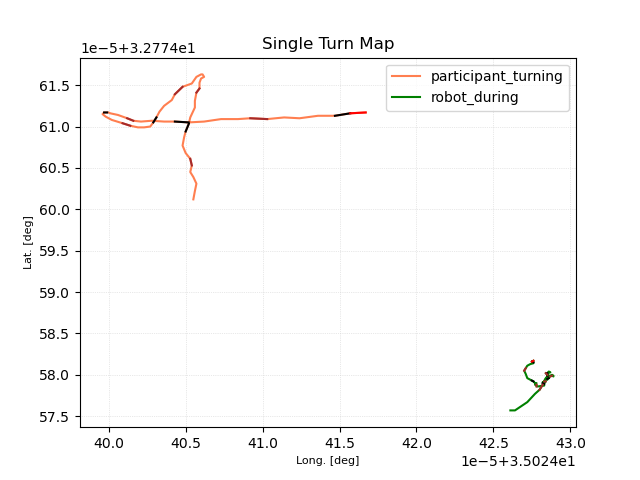 Single Turn Map
1e−5+3.2774e1
participant_turning
robot_during
61.5
61.0
60.5
60.0
59.5
59.0
58.5
58.0
57.5
Lat. [deg]
40.0 40.5 41.0 41.5 42.0 42.5 43.0
Long. [deg]
1e−5+3.5024e1